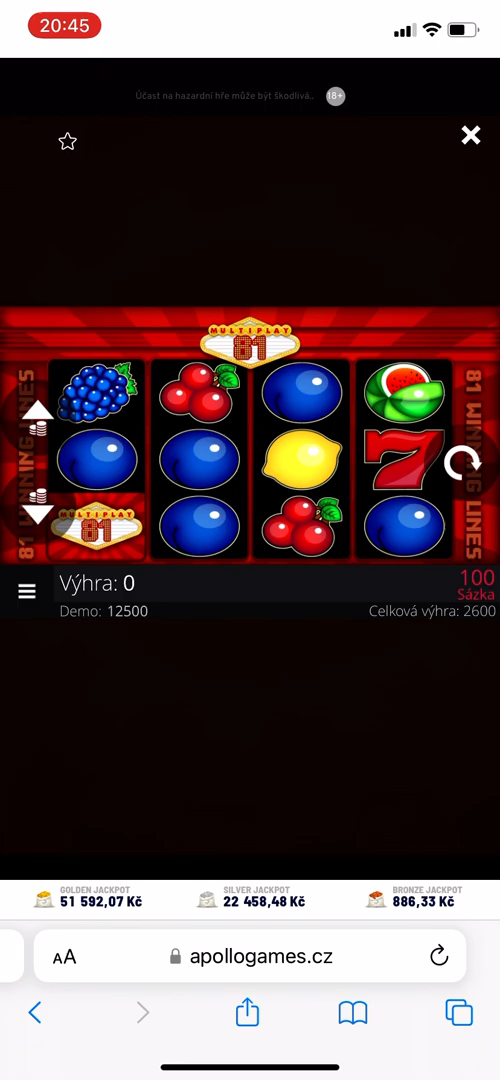 20:45
Účast na hazardní hře může být škodlivá.. 18+
MULTIPLAY
81
81 WINNING LINES
81 WINNING LINES
7
MULTIPLAY
81
Výhra: 0
100
Sázka
Demo: 12500
Celková výhra: 2600
GOLDEN JACKPOT
51 592,07 Kč
SILVER JACKPOT
22 458,48 Kč
BRONZE JACKPOT
886,33 Kč
AA
apollogames.cz